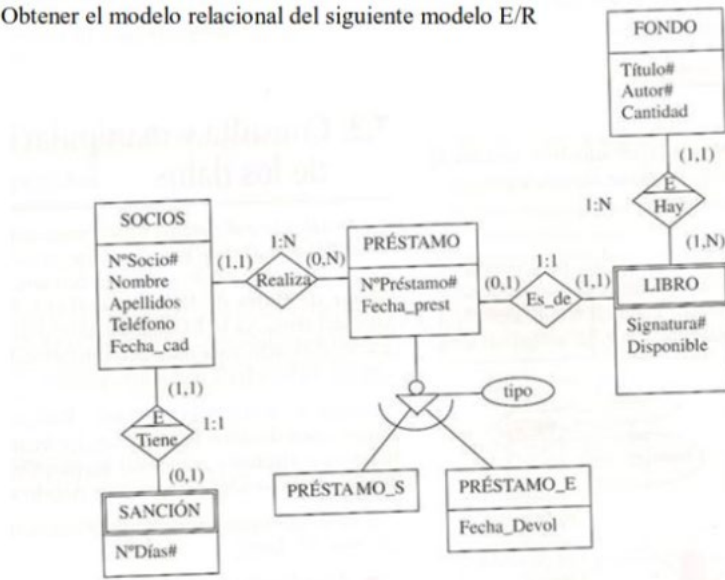 Obtener el modelo relacional del siguiente modelo E/R
FONDO
Título#
Autor#
Cantidad
(1,1)
E
Hay
1:N
(1,N)
SOCIOS
NºSocio#
Nombre
Apellidos
Teléfono
Fecha_cad
(1,1)
1:N
Realiza
(0,N)
PRÉSTAMO
NºPréstamo#
Fecha_prest
(0,1)
1:1
Es_de
(1,1)
LIBRO
Signatura#
Disponible
(1,1)
E
Tiene
1:1
(0,1)
SANCIÓN
NºDías#
tipo
PRÉSTAMO_S
PRÉSTAMO_E
Fecha_Devol